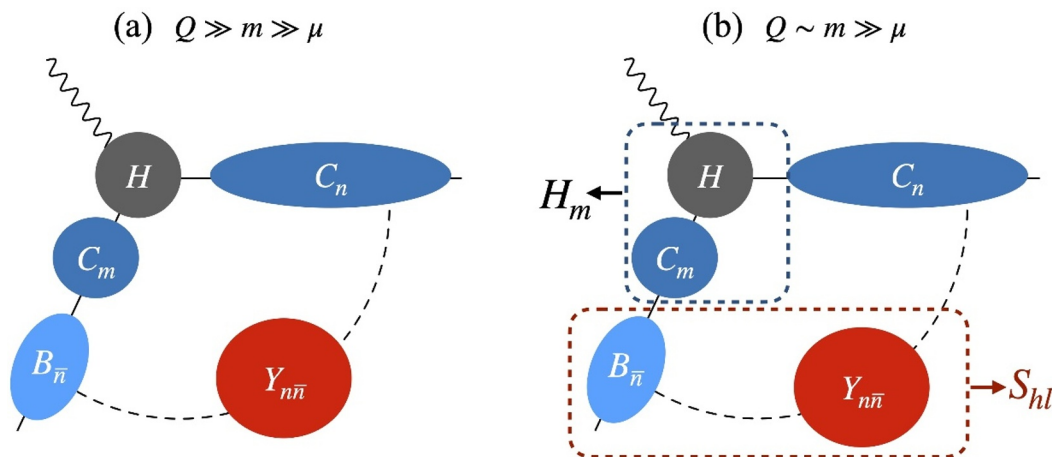 (a) Q ≫ m ≫ μ
H
C_n
C_m
B_n̅
Y_nn̅
(b) Q ∼ m ≫ μ
H
C_n
H_m
C_m
B_n̅
Y_nn̅
S_hl